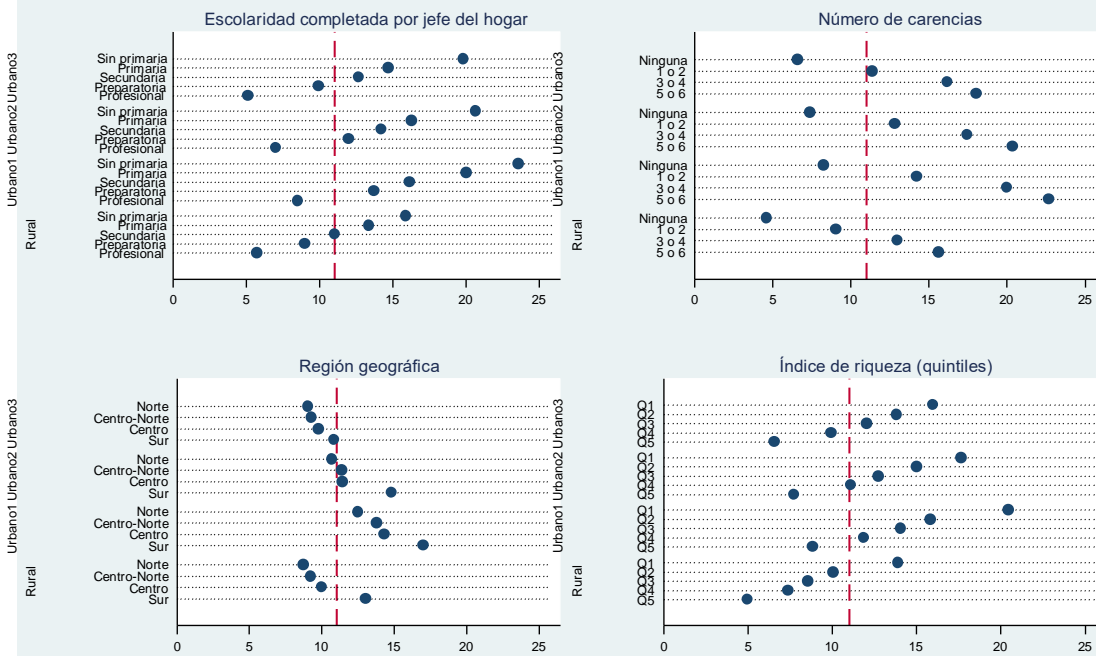 Escolaridad completada por jefe del hogar
Urbano1 Urbano2 Urbano3
Rural
Sin primaria
Primaria
Secundaria
Preparatoria
Profesional
Sin primaria
Primaria
Secundaria
Preparatoria
Profesional
Sin primaria
Primaria
Secundaria
Preparatoria
Profesional
Sin primaria
Primaria
Secundaria
Preparatoria
Profesional
0 5 10 15 20 25
Número de carencias
Urbano1 Urbano2 Urbano3
Rural
Ninguna
1 o 2
3 o 4
5 o 6
Ninguna
1 o 2
3 o 4
5 o 6
Ninguna
1 o 2
3 o 4
5 o 6
Ninguna
1 o 2
3 o 4
5 o 6
0 5 10 15 20 25
Región geográfica
Urbano1 Urbano2 Urbano3
Rural
Norte
Centro-Norte
Centro
Sur
Norte
Centro-Norte
Centro
Sur
Norte
Centro-Norte
Centro
Sur
Norte
Centro-Norte
Centro
Sur
0 5 10 15 20 25
Índice de riqueza (quintiles)
Urbano1 Urbano2 Urbano3
Rural
Q1
Q2
Q3
Q4
Q5
Q1
Q2
Q3
Q4
Q5
Q1
Q2
Q3
Q4
Q5
Q1
Q2
Q3
Q4
Q5
0 5 10 15 20 25